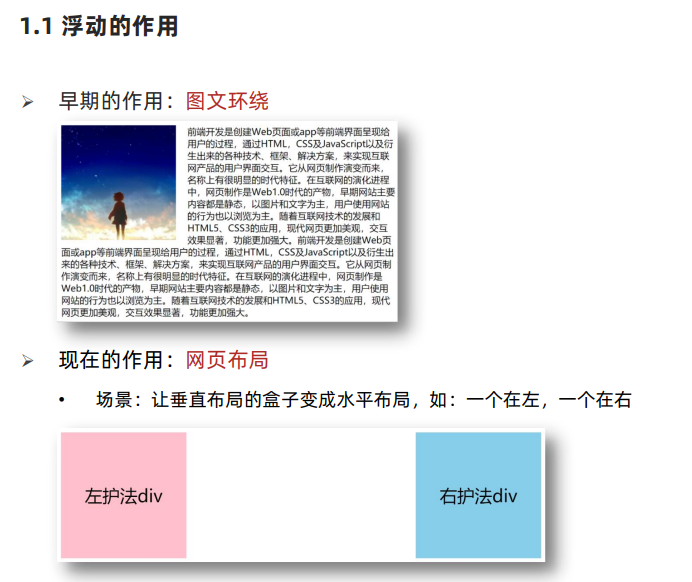 1.1 浮动的作用
➢ 早期的作用：图文环绕
前端开发是创建Web页面或app等前端界面呈现给
用户的过程，通过HTML，CSS及JavaScript以及衍
生出来的各种技术、框架、解决方案，来实现互联
网产品的用户界面交互。它从网页制作演变而来，
名称上有很明显的时代特征。在互联网的演化进程
中，网页制作是Web1.0时代的产物，早期网站主要
内容都是静态，以图片和文字为主，用户使用网站
的行为也以浏览为主。随着互联网技术的发展和
HTML5、CSS3的应用，现代网页更加美观，交互
效果显著，功能更加强大。前端开发是创建Web页
面或app等前端界面呈现给用户的过程，通过HTML，CSS及JavaScript以及衍生出
来的各种技术、框架、解决方案，来实现互联网产品的用户界面交互。它从网页制
作演变而来，名称上有很明显的时代特征。在互联网的演化进程中，网页制作是
Web1.0时代的产物，早期网站主要内容都是静态，以图片和文字为主，用户使用
网站的行为也以浏览为主。随着互联网技术的发展和HTML5、CSS3的应用，现代
网页更加美观，交互效果显著，功能更加强大。
➢ 现在的作用：网页布局
• 场景：让垂直布局的盒子变成水平布局，如：一个在左，一个在右
左护法div
右护法div